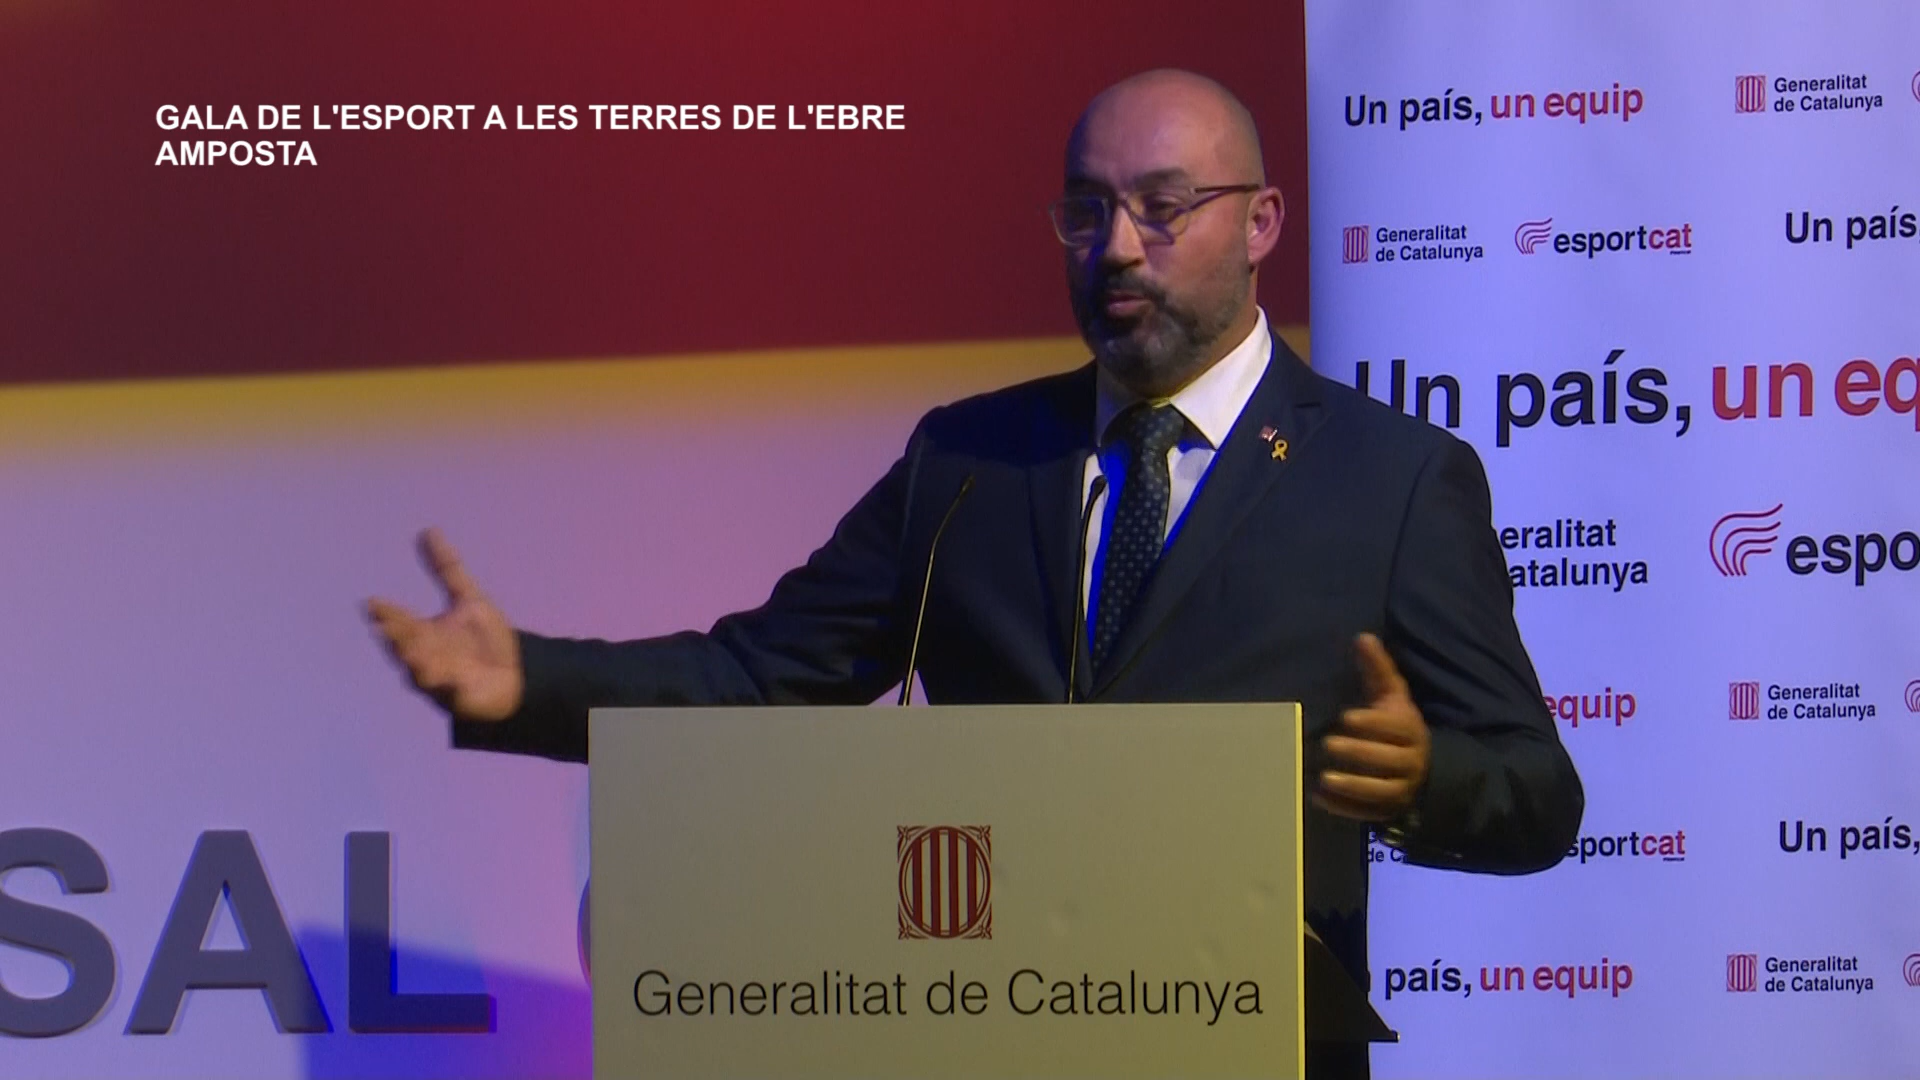 GALA DE L'ESPORT A LES TERRES DE L'EBRE
AMPOSTA
Un país, un equip
Generalitat
de Catalunya
Generalitat
de Catalunya
esportcat
Un país,
Un país, un eq
eralitat
atalunya
espo
equip
Generalitat
de Catalunya
de C
sportcat
Un país,
país, un equip
Generalitat
de Catalunya
SAL
Generalitat de Catalunya